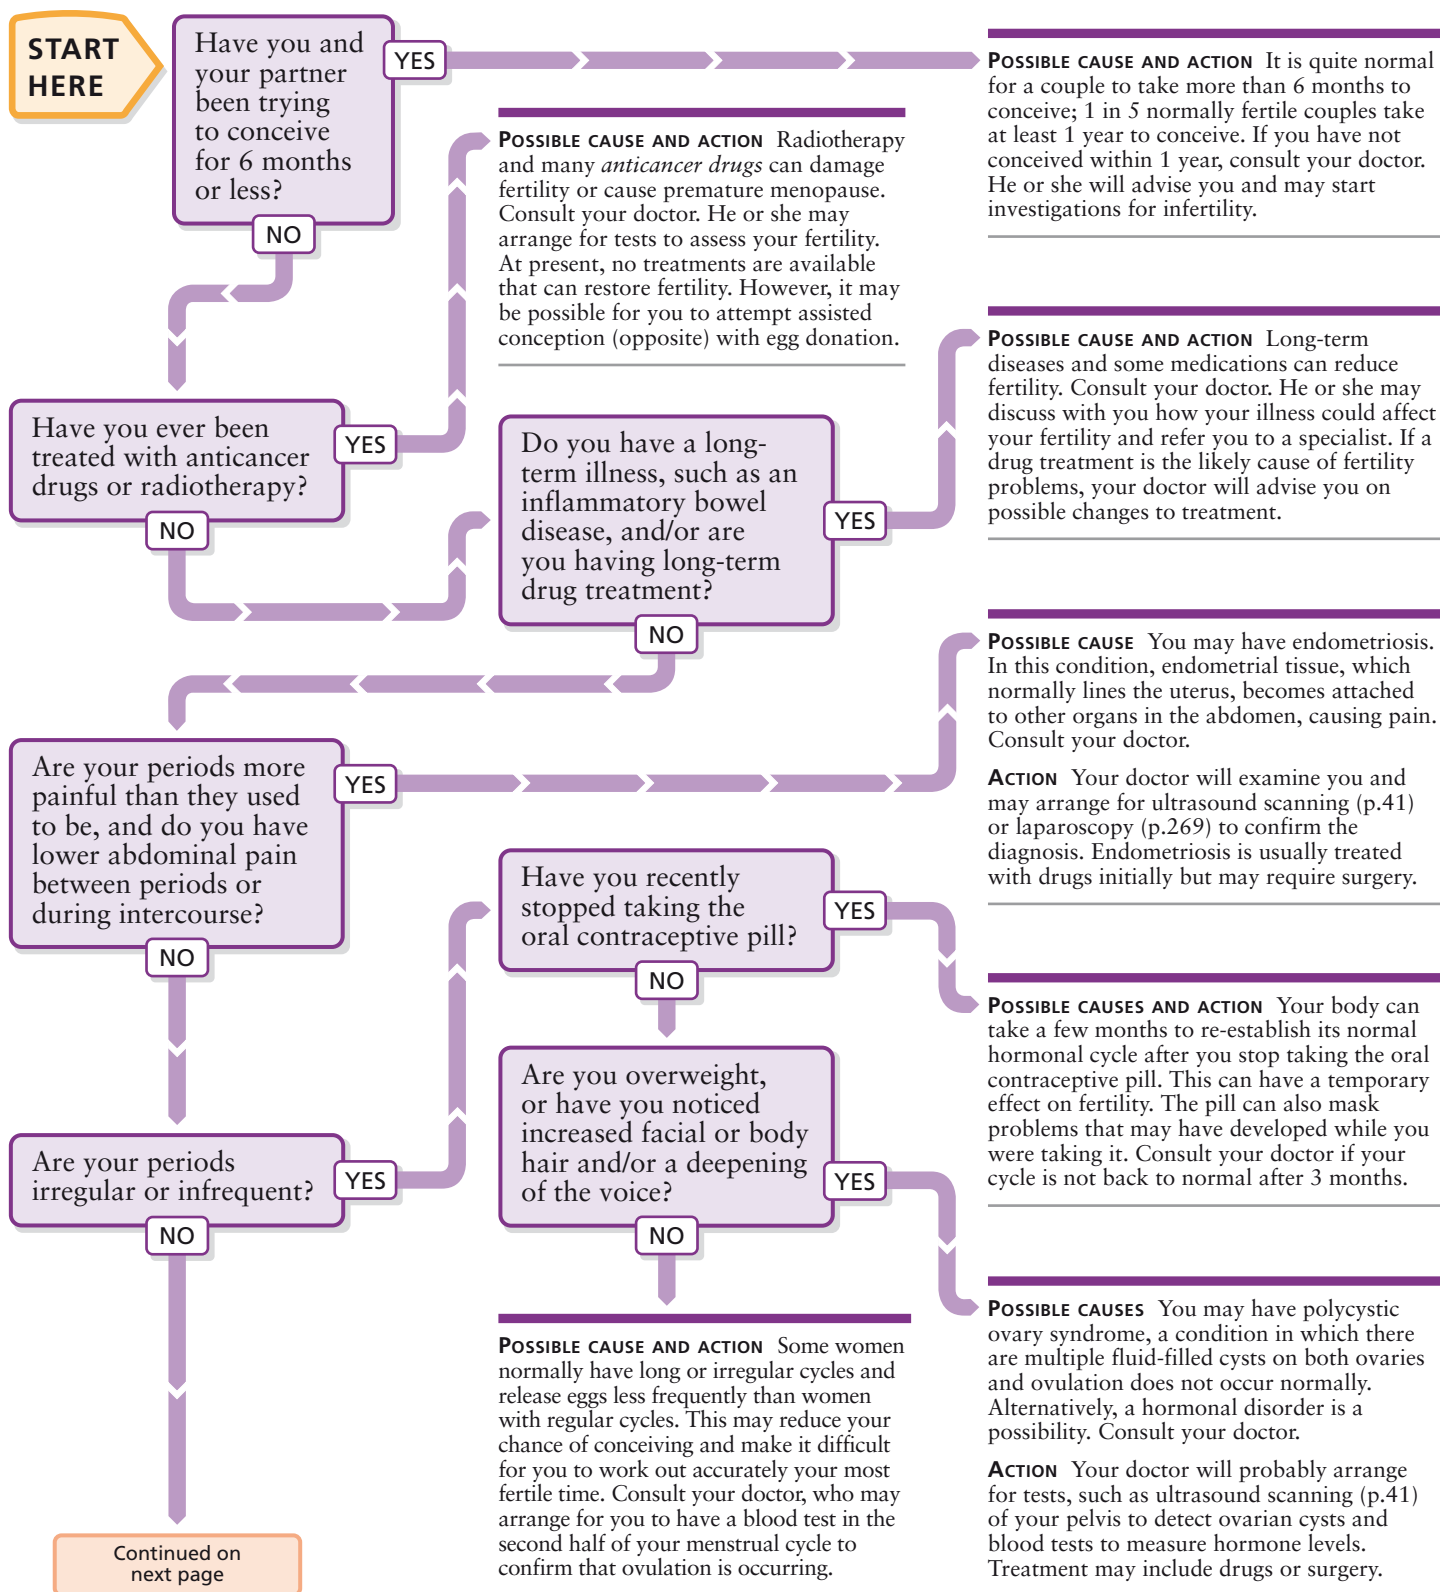 START
HERE
Have you and
your partner
been trying
to conceive
for 6 months
or less?
YES
NO
POSSIBLE CAUSE AND ACTION It is quite normal
for a couple to take more than 6 months to
conceive; 1 in 5 normally fertile couples take
at least 1 year to conceive. If you have not
conceived within 1 year, consult your doctor.
He or she will advise you and may start
investigations for infertility.
POSSIBLE CAUSE AND ACTION Radiotherapy
and many anticancer drugs can damage
fertility or cause premature menopause.
Consult your doctor. He or she may
arrange for tests to assess your fertility.
At present, no treatments are available
that can restore fertility. However, it may
be possible for you to attempt assisted
conception (opposite) with egg donation.
Have you ever been
treated with anticancer
drugs or radiotherapy?
YES
NO
Do you have a long-
term illness, such as an
inflammatory bowel
disease, and/or are
you having long-term
drug treatment?
YES
NO
POSSIBLE CAUSE AND ACTION Long-term
diseases and some medications can reduce
fertility. Consult your doctor. He or she may
discuss with you how your illness could affect
your fertility and refer you to a specialist. If a
drug treatment is the likely cause of fertility
problems, your doctor will advise you on
possible changes to treatment.
Are your periods more
painful than they used
to be, and do you have
lower abdominal pain
between periods or
during intercourse?
YES
NO
POSSIBLE CAUSE You may have endometriosis.
In this condition, endometrial tissue, which
normally lines the uterus, becomes attached
to other organs in the abdomen, causing pain.
Consult your doctor.
ACTION Your doctor will examine you and
may arrange for ultrasound scanning (p.41)
or laparoscopy (p.269) to confirm the
diagnosis. Endometriosis is usually treated
with drugs initially but may require surgery.
Have you recently
stopped taking the
oral contraceptive pill?
YES
NO
POSSIBLE CAUSES AND ACTION Your body can
take a few months to re-establish its normal
hormonal cycle after you stop taking the oral
contraceptive pill. This can have a temporary
effect on fertility. The pill can also mask
problems that may have developed while you
were taking it. Consult your doctor if your
cycle is not back to normal after 3 months.
Are your periods
irregular or infrequent?
YES
NO
Are you overweight,
or have you noticed
increased facial or body
hair and/or a deepening
of the voice?
YES
NO
POSSIBLE CAUSE AND ACTION Some women
normally have long or irregular cycles and
release eggs less frequently than women
with regular cycles. This may reduce your
chance of conceiving and make it difficult
for you to work out accurately your most
fertile time. Consult your doctor, who may
arrange for you to have a blood test in the
second half of your menstrual cycle to
confirm that ovulation is occurring.
POSSIBLE CAUSES You may have polycystic
ovary syndrome, a condition in which there
are multiple fluid-filled cysts on both ovaries
and ovulation does not occur normally.
Alternatively, a hormonal disorder is a
possibility. Consult your doctor.
ACTION Your doctor will probably arrange
for tests, such as ultrasound scanning (p.41)
of your pelvis to detect ovarian cysts and
blood tests to measure hormone levels.
Treatment may include drugs or surgery.
Continued on
next page